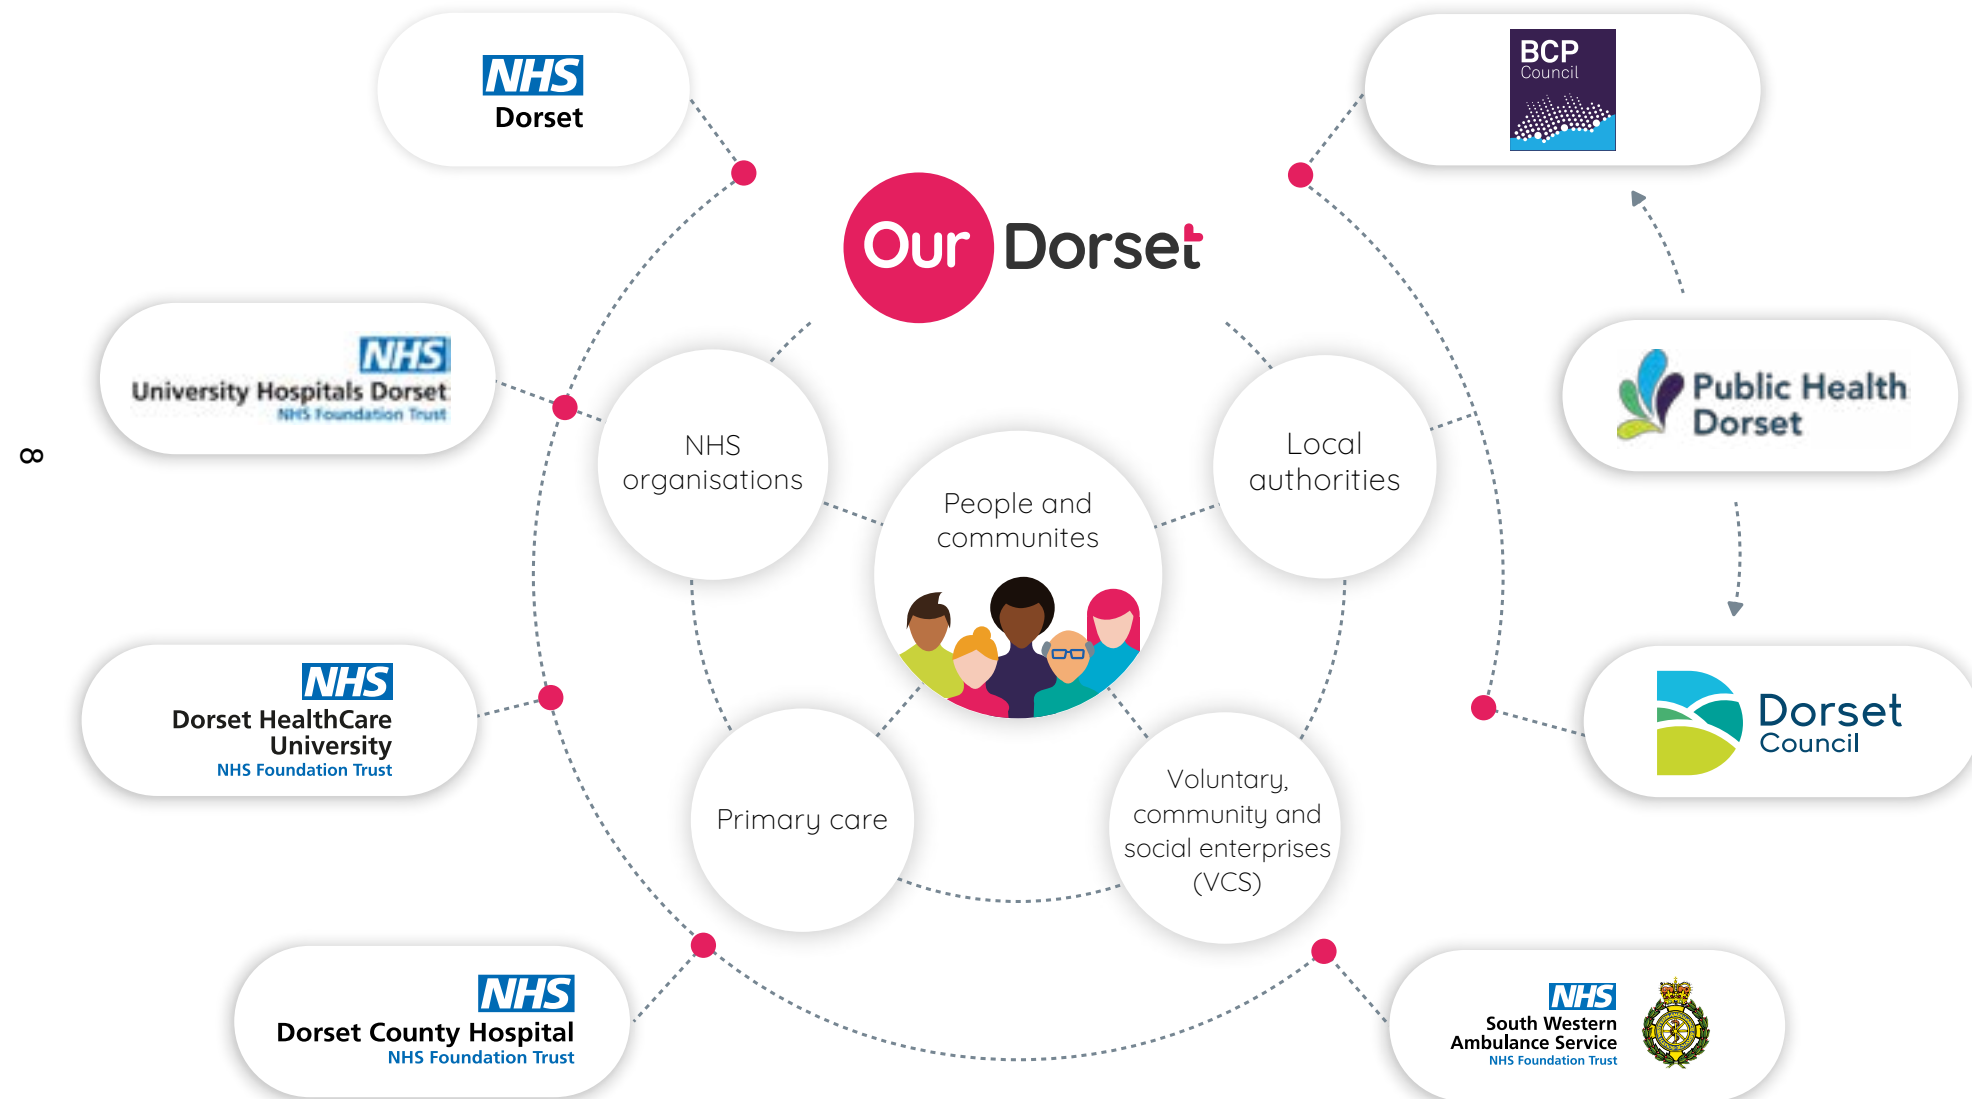 NHS
Dorset
BCP
Council
Our Dorset
NHS
University Hospitals Dorset
NHS Foundation Trust
NHS
organisations
Local
authorities
Public Health
Dorset
8
People and
communites
NHS
Dorset HealthCare
University
NHS Foundation Trust
Dorset
Council
Primary care
Voluntary,
community and
social enterprises
(VCS)
NHS
Dorset County Hospital
NHS Foundation Trust
NHS
South Western
Ambulance Service
NHS Foundation Trust